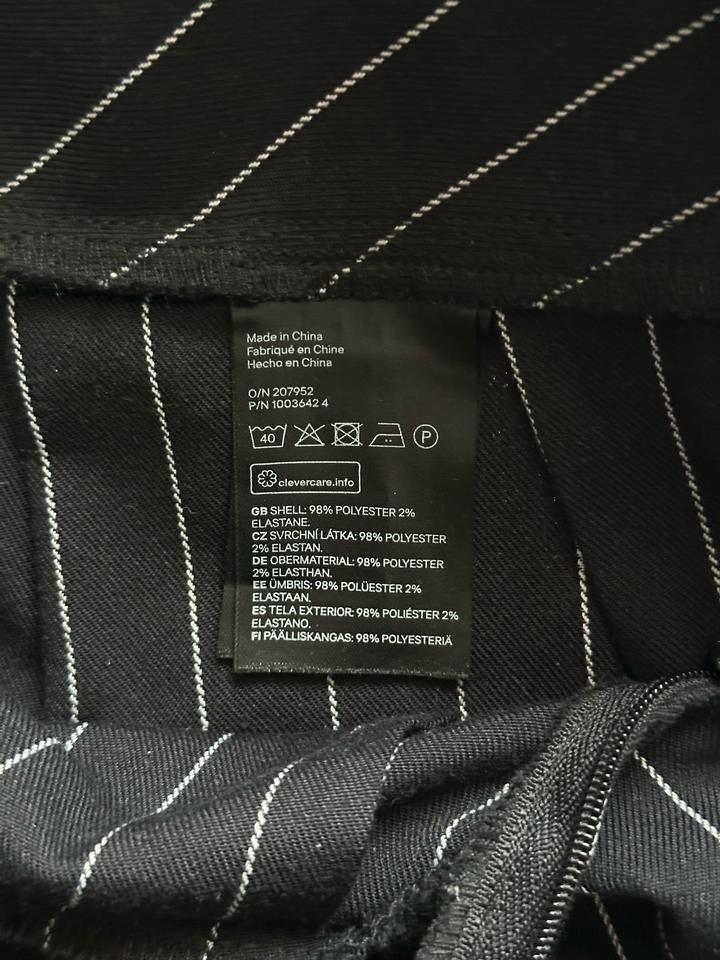 Made in China
Fabriqué en Chine
Hecho en China
O/N 207952
P/N 1003642 4
40
P
clevercare.info
GB SHELL: 98% POLYESTER 2%
ELASTANE.
CZ SVRCHNÍ LÁTKA: 98% POLYESTER
2% ELASTAN.
DE OBERMATERIAL: 98% POLYESTER
2% ELASTHAN.
EE ÜMBRIS: 98% POLÜESTER 2%
ELASTAAN.
ES TELA EXTERIOR: 98% POLIÉSTER 2%
ELASTANO.
FI PÄÄLLISKANGAS: 98% POLYESTERIÄ